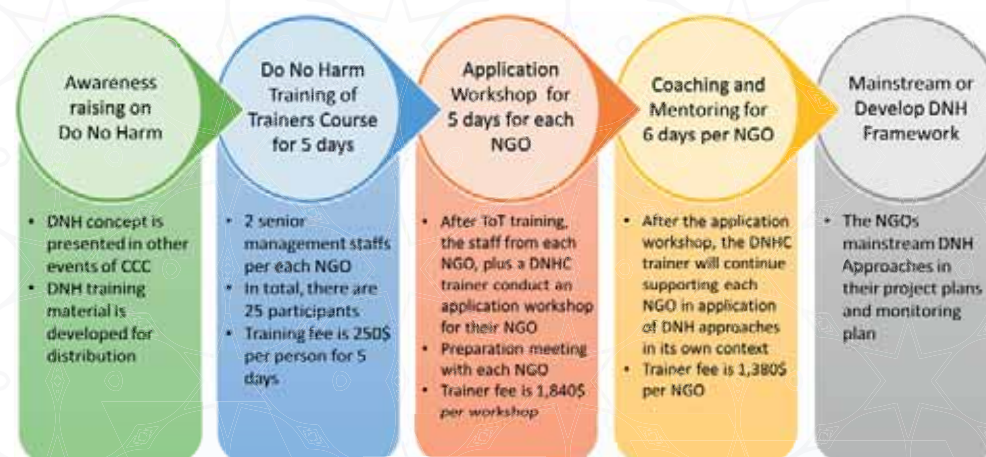 Awareness
raising on
Do No Harm
• DNH concept is
presented in other
events of CCC
• DNH training
material is
developed for
distribution
Do No Harm
Training of
Trainers Course
for 5 days
• 2 senior
management staffs
per each NGO
• In total, there are
25 participants
• Training fee is 250$
per person for 5
days
Application
Workshop for
5 days for each
NGO
• After ToT training,
the staff from each
NGO, plus a DNHC
trainer conduct an
application workshop
for their NGO
• Preparation meeting
with each NGO
• Trainer fee is 1,840$
per workshop
Coaching and
Mentoring for
6 days per NGO
• After the application
workshop, the DNHC
trainer will continue
supporting each
NGO in application
of DNH approaches
in its own context
• Trainer fee is 1,380$
per NGO
Mainstream or
Develop DNH
Framework
• The NGOs
mainstream DNH
Approaches in
their project plans
and monitoring
plan